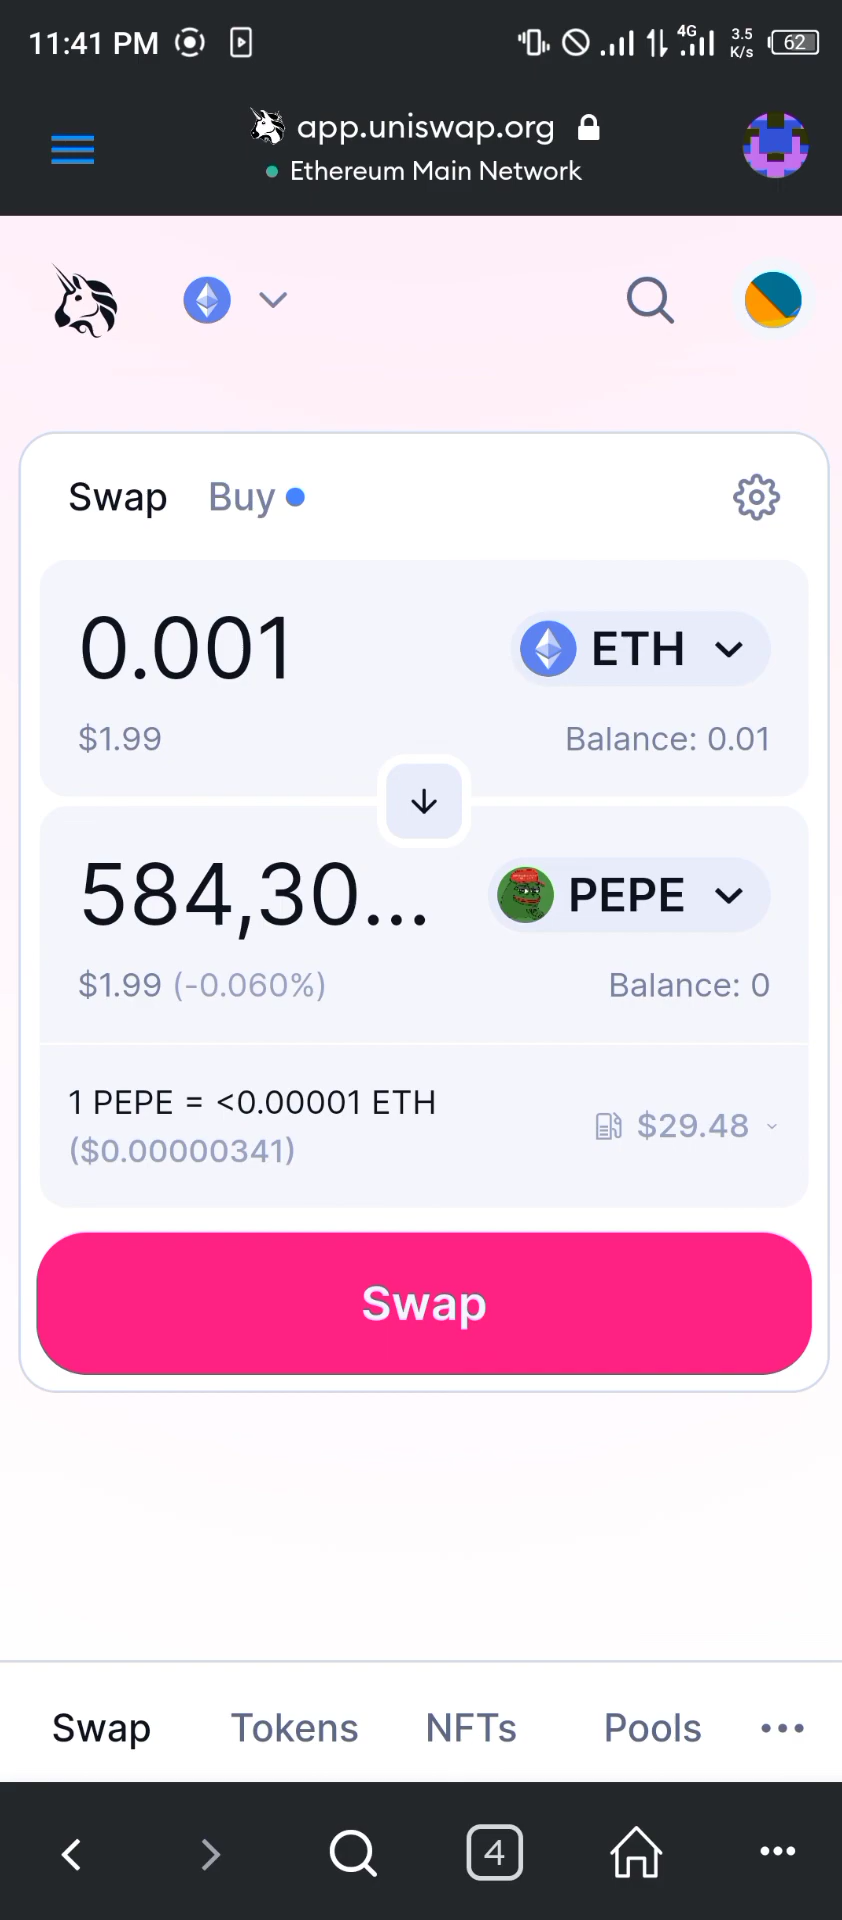 11:41 PM
4G
3.5
K/s
62
app.uniswap.org
Ethereum Main Network
Swap Buy
0.001 ETH
$1.99 Balance: 0.01
584,30... PEPE
$1.99 (-0.060%) Balance: 0
1 PEPE = <0.00001 ETH
($0.00000341)
$29.48
Swap
Swap Tokens NFTs Pools
4